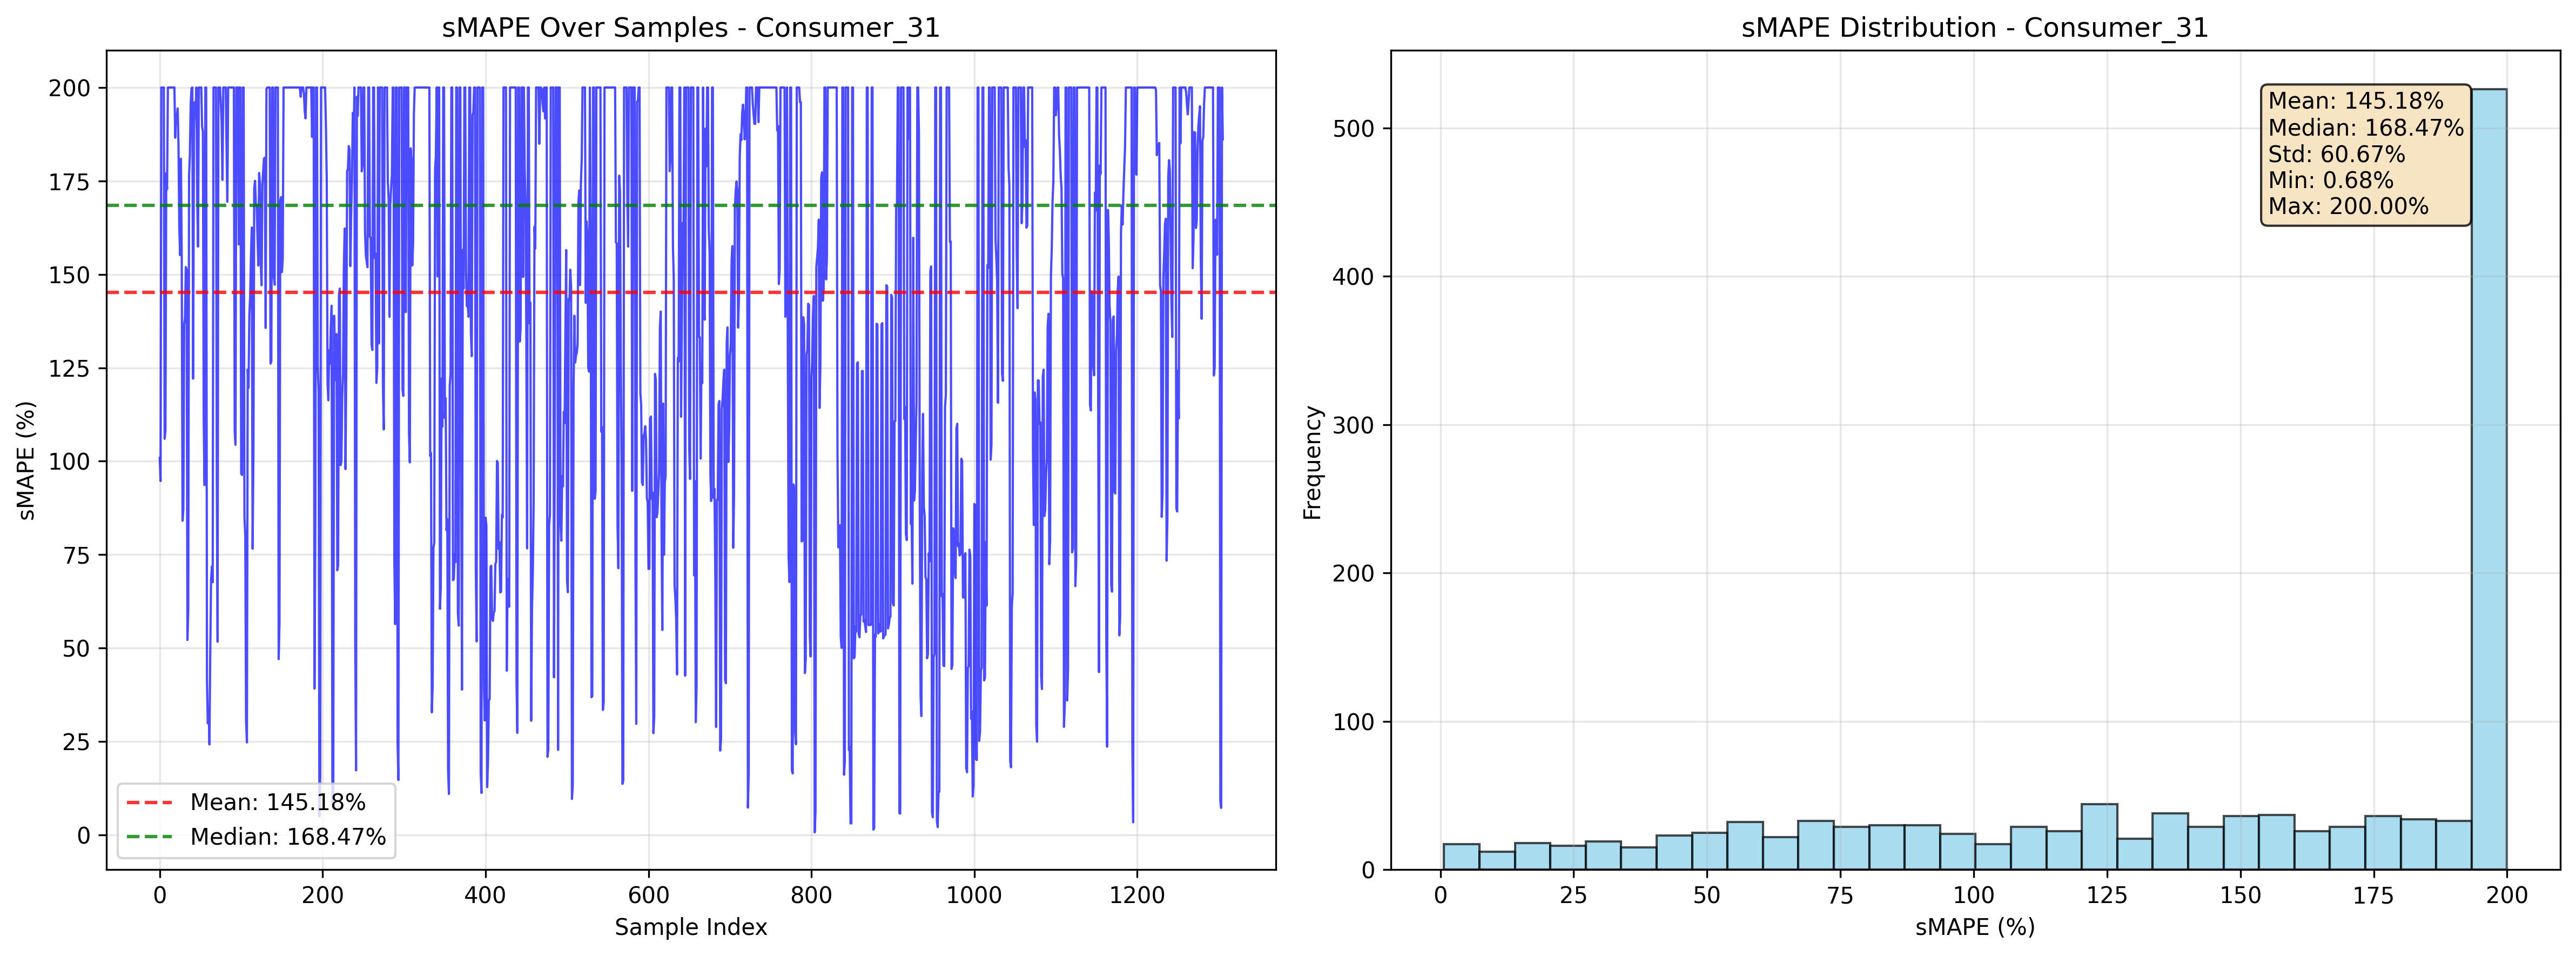 sMAPE Over Samples - Consumer_31
sMAPE (%)
200
175
150
125
100
75
50
25
0
Mean: 145.18%
Median: 168.47%
0 200 400 600 800 1000 1200
Sample Index
sMAPE Distribution - Consumer_31
Frequency
500
400
300
200
100
0
Mean: 145.18%
Median: 168.47%
Std: 60.67%
Min: 0.68%
Max: 200.00%
0 25 50 75 100 125 150 175 200
sMAPE (%)